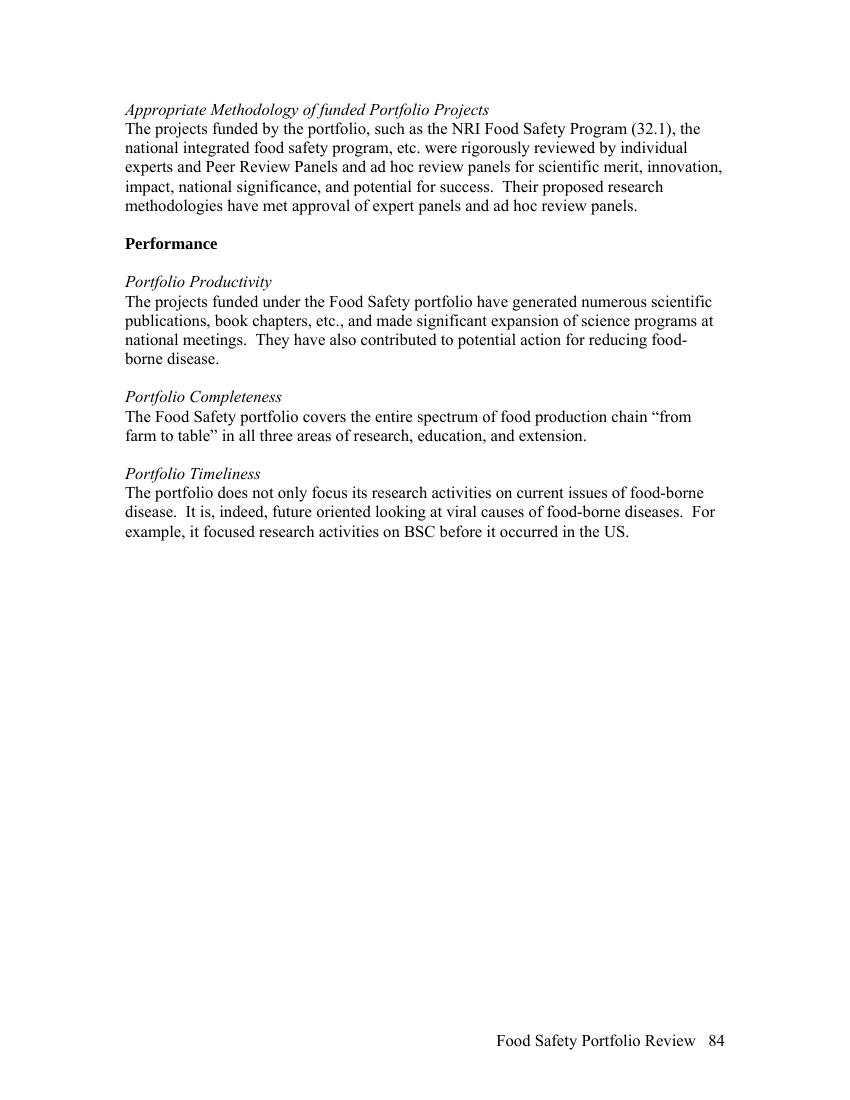 Appropriate Methodology of funded Portfolio Projects
The projects funded by the portfolio, such as the NRI Food Safety Program (32.1), the
national integrated food safety program, etc. were rigorously reviewed by individual
experts and Peer Review Panels and ad hoc review panels for scientific merit, innovation,
impact, national significance, and potential for success.  Their proposed research
methodologies have met approval of expert panels and ad hoc review panels.
Performance
Portfolio Productivity
The projects funded under the Food Safety portfolio have generated numerous scientific
publications, book chapters, etc., and made significant expansion of science programs at
national meetings.  They have also contributed to potential action for reducing food-
borne disease.
Portfolio Completeness
The Food Safety portfolio covers the entire spectrum of food production chain “from
farm to table” in all three areas of research, education, and extension.
Portfolio Timeliness
The portfolio does not only focus its research activities on current issues of food-borne
disease.  It is, indeed, future oriented looking at viral causes of food-borne diseases.  For
example, it focused research activities on BSC before it occurred in the US.
Food Safety Portfolio Review   84